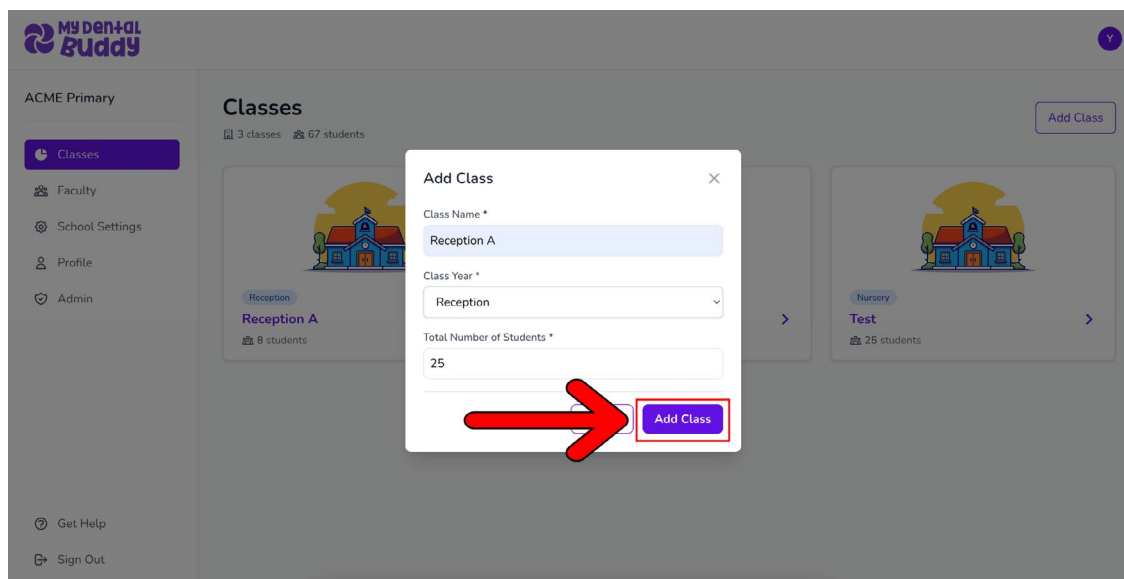 My Dental
Buddy
Y
ACME Primary
Classes
Faculty
School Settings
Profile
Admin
Get Help
Sign Out
Classes
3 classes 67 students
Add Class
Reception
Reception A
8 students
Nursery
Test
25 students
Add Class
Class Name *
Reception A
Class Year *
Reception
Total Number of Students *
25
Add Class